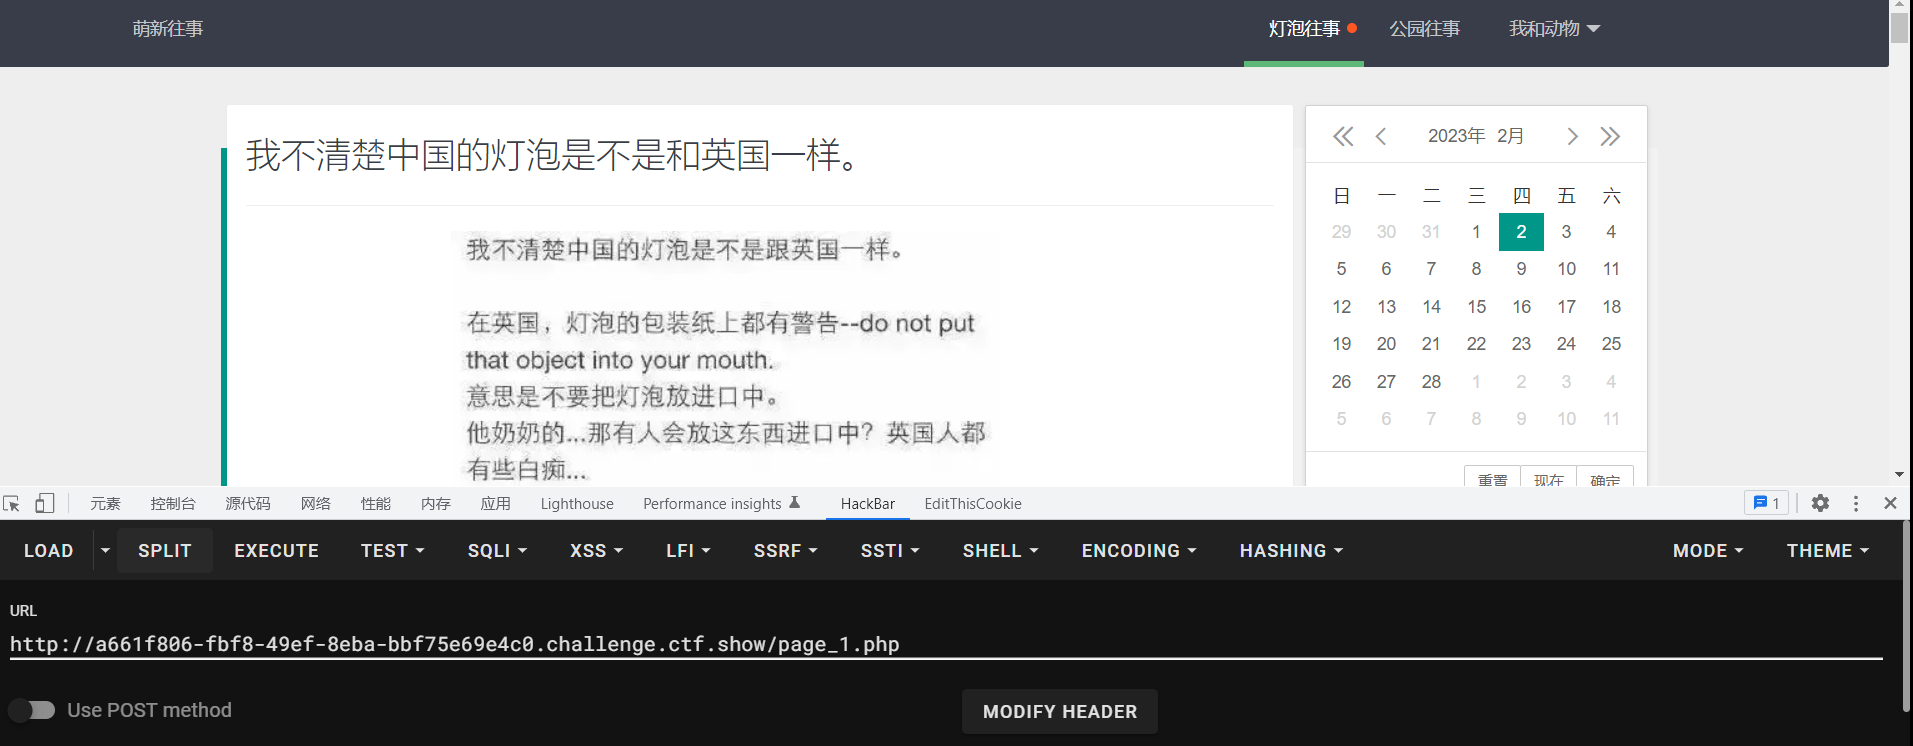 萌新往事
灯泡往事 公园往事 我和动物
我不清楚中国的灯泡是不是和英国一样。
我不清楚中国的灯泡是不是跟英国一样。
在英国，灯泡的包装纸上都有警告--do not put
that object into your mouth.
意思是不要把灯泡放进口中。
他奶奶的...那有人会放这东西进口中？英国人都
有些白痴...
2023年 2月
日 一 二 三 四 五 六
29 30 31 1 2 3 4
5 6 7 8 9 10 11
12 13 14 15 16 17 18
19 20 21 22 23 24 25
26 27 28 1 2 3 4
5 6 7 8 9 10 11
重置 现在 确定
元素 控制台 源代码 网络 性能 内存 应用 Lighthouse Performance insights HackBar EditThisCookie 1
LOAD SPLIT EXECUTE TEST SQLI XSS LFI SSRF SSTI SHELL ENCODING HASHING MODE THEME
URL
http://a661f806-fbf8-49ef-8eba-bbf75e69e4c0.challenge.ctf.show/page_1.php
Use POST method MODIFY HEADER